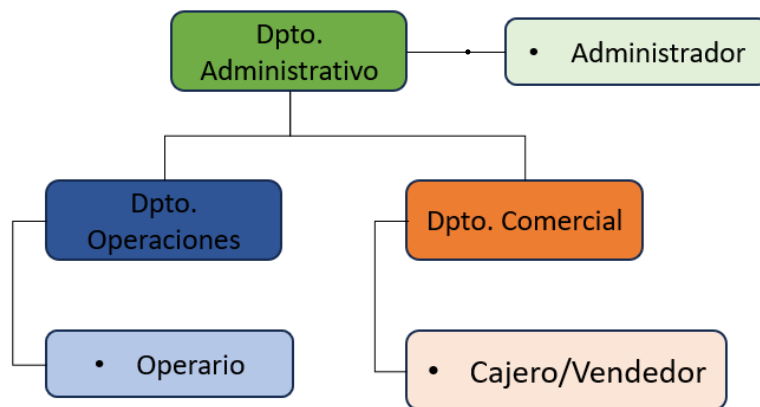 Dpto.
Administrativo
• Administrador
Dpto.
Operaciones
Dpto. Comercial
• Operario
• Cajero/Vendedor